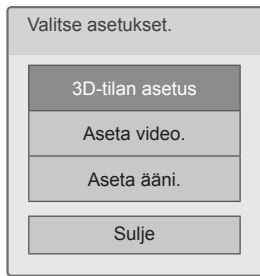 Valitse asetukset.
3D-tilan asetus
Aseta video.
Aseta ääni.
Sulje